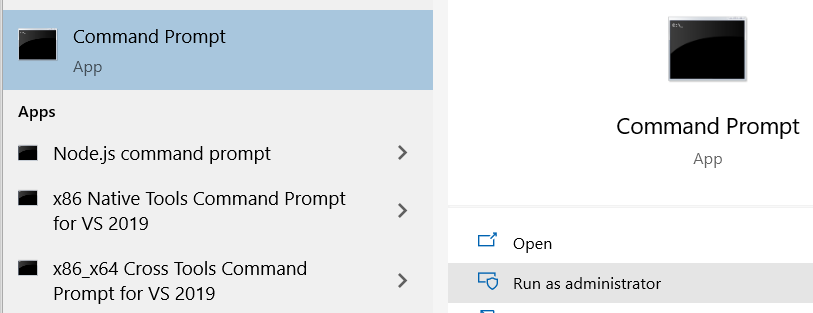 Command Prompt
App
Apps
Node.js command prompt
x86 Native Tools Command Prompt
for VS 2019
x86_x64 Cross Tools Command
Prompt for VS 2019
Command Prompt
App
Open
Run as administrator